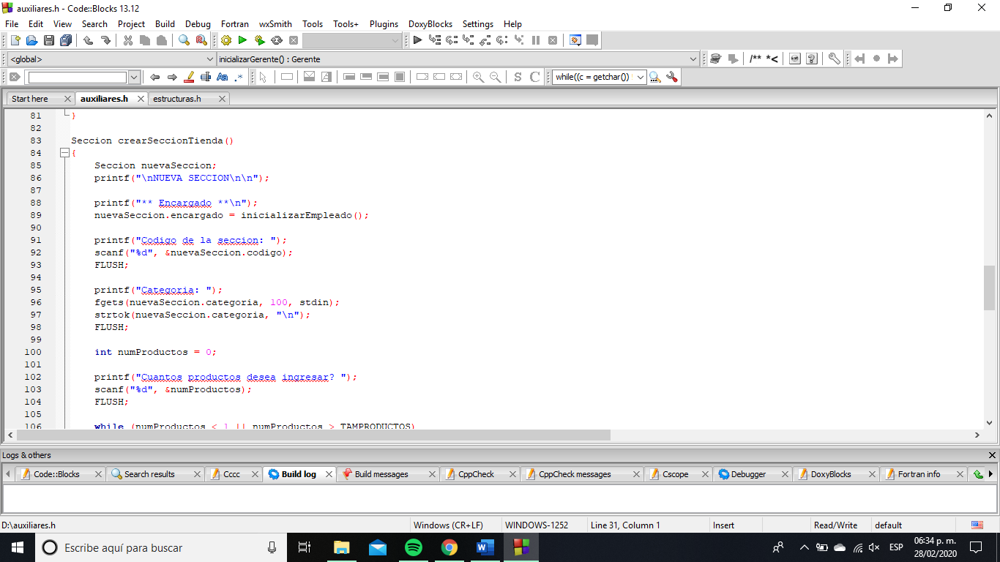 auxiliares.h - Code::Blocks 13.12
File Edit View Search Project Build Debug Fortran wxSmith Tools Tools+ Plugins DoxyBlocks Settings Help
<global> inicializarGerente() : Gerente /** *<
Aa .* S C while((c = getchar())
Start here auxiliares.h estructuras.h
81 }
82
83 Seccion crearSeccionTienda()
84 {
85 Seccion nuevaSeccion;
86 printf("\nNUEVA SECCION\n\n");
87
88 printf("** Encargado **\n");
89 nuevaSeccion.encargado = inicializarEmpleado();
90
91 printf("Codigo de la seccion: ");
92 scanf("%d", &nuevaSeccion.codigo);
93 FLUSH;
94
95 printf("Categoria: ");
96 fgets(nuevaSeccion.categoria, 100, stdin);
97 strtok(nuevaSeccion.categoria, "\n");
98 FLUSH;
99
100 int numProductos = 0;
101
102 printf("Cuantos productos desea ingresar? ");
103 scanf("%d", &numProductos);
104 FLUSH;
105
106 while (numProductos < 1 || numProductos > TAMPRODUCTOS)
Logs & others
Code::Blocks Search results Cccc Build log Build messages CppCheck CppCheck messages Cscope Debugger DoxyBlocks Fortran info
D:\auxiliares.h Windows (CR+LF) WINDOWS-1252 Line 31, Column 1 Insert Read/Write default
Escribe aquí para buscar ESP 06:34 p. m.
28/02/2020